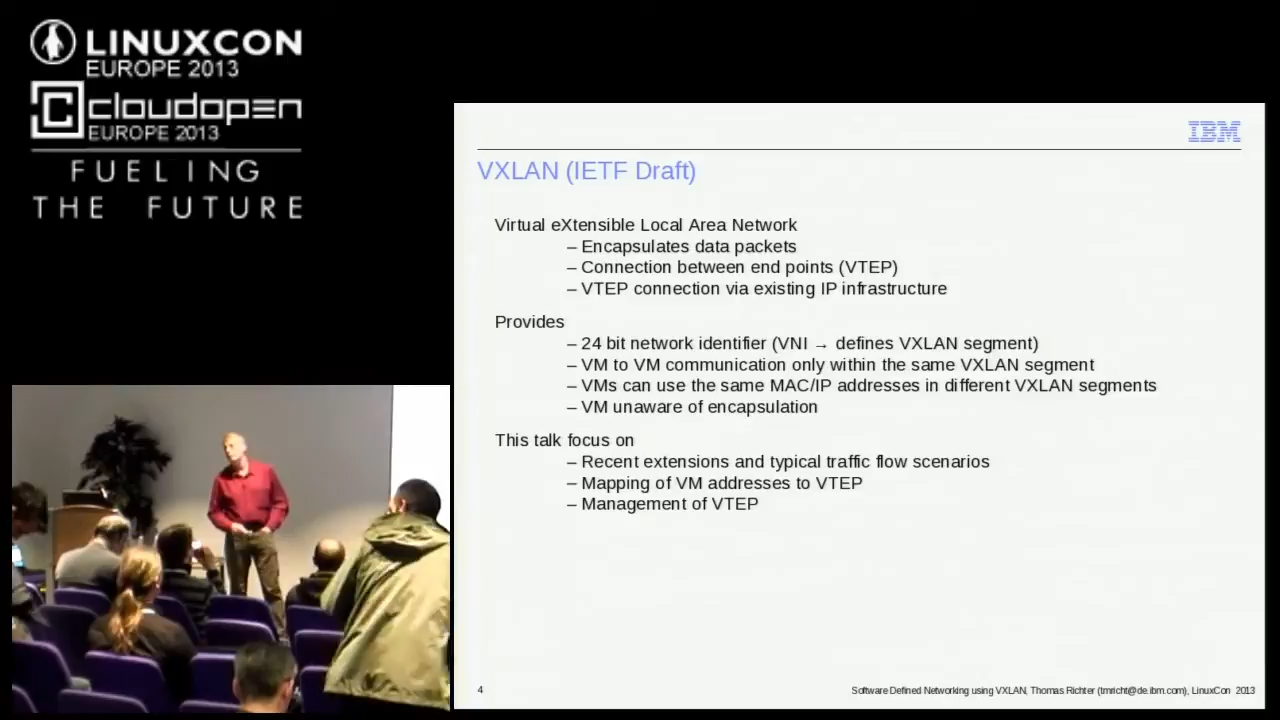 LINUXCON
EUROPE 2013
cloudopen
EUROPE 2013
FUELING
THE FUTURE
IBM
VXLAN (IETF Draft)
Virtual eXtensible Local Area Network
– Encapsulates data packets
– Connection between end points (VTEP)
– VTEP connection via existing IP infrastructure
Provides
– 24 bit network identifier (VNI → defines VXLAN segment)
– VM to VM communication only within the same VXLAN segment
– VMs can use the same MAC/IP addresses in different VXLAN segments
– VM unaware of encapsulation
This talk focus on
– Recent extensions and typical traffic flow scenarios
– Mapping of VM addresses to VTEP
– Management of VTEP
4
Software Defined Networking using VXLAN, Thomas Richter (tmricht@de.ibm.com), LinuxCon 2013